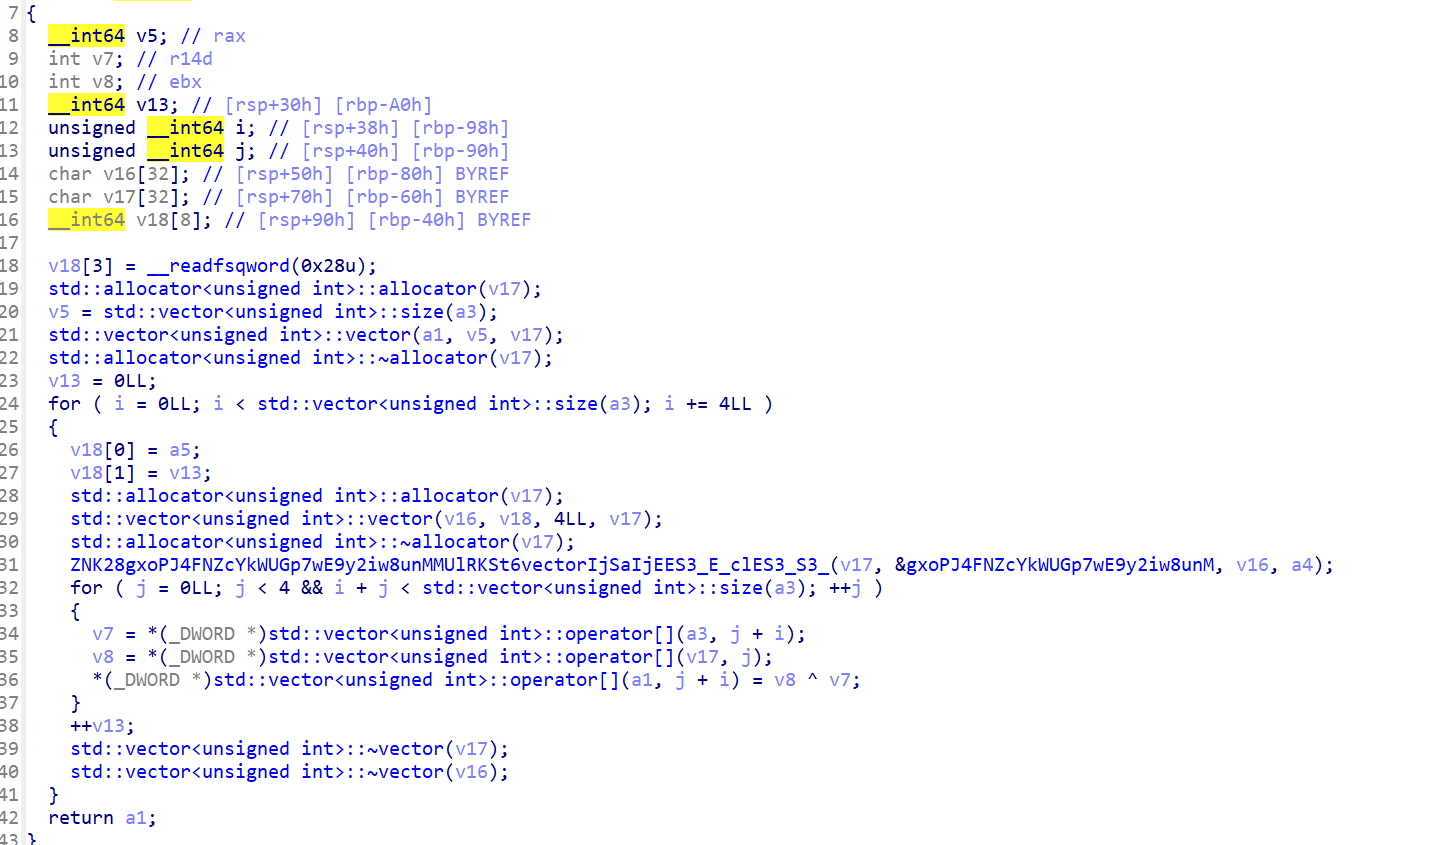 7 {
8 __int64 v5; // rax
9 int v7; // r14d
10 int v8; // ebx
11 __int64 v13; // [rsp+30h] [rbp-A0h]
12 unsigned __int64 i; // [rsp+38h] [rbp-98h]
13 unsigned __int64 j; // [rsp+40h] [rbp-90h]
14 char v16[32]; // [rsp+50h] [rbp-80h] BYREF
15 char v17[32]; // [rsp+70h] [rbp-60h] BYREF
16 __int64 v18[8]; // [rsp+90h] [rbp-40h] BYREF
17
18 v18[3] = __readfsqword(0x28u);
19 std::allocator<unsigned int>::allocator(v17);
20 v5 = std::vector<unsigned int>::size(a3);
21 std::vector<unsigned int>::vector(a1, v5, v17);
22 std::allocator<unsigned int>::~allocator(v17);
23 v13 = 0LL;
24 for ( i = 0LL; i < std::vector<unsigned int>::size(a3); i += 4LL )
25 {
26 v18[0] = a5;
27 v18[1] = v13;
28 std::allocator<unsigned int>::allocator(v17);
29 std::vector<unsigned int>::vector(v16, v18, 4LL, v17);
30 std::allocator<unsigned int>::~allocator(v17);
31 ZNK28gxoPJ4FNZcYkWUGp7wE9y2iw8unMMUlRKSt6vectorIjSaIjEES3_E_clES3_S3_(v17, &gxoPJ4FNZcYkWUGp7wE9y2iw8unM, v16, a4);
32 for ( j = 0LL; j < 4 && i + j < std::vector<unsigned int>::size(a3); ++j )
33 {
34 v7 = *(_DWORD *)std::vector<unsigned int>::operator[](a3, j + i);
35 v8 = *(_DWORD *)std::vector<unsigned int>::operator[](v17, j);
36 *(_DWORD *)std::vector<unsigned int>::operator[](a1, j + i) = v8 ^ v7;
37 }
38 ++v13;
39 std::vector<unsigned int>::~vector(v17);
40 std::vector<unsigned int>::~vector(v16);
41 }
42 return a1;
43 }